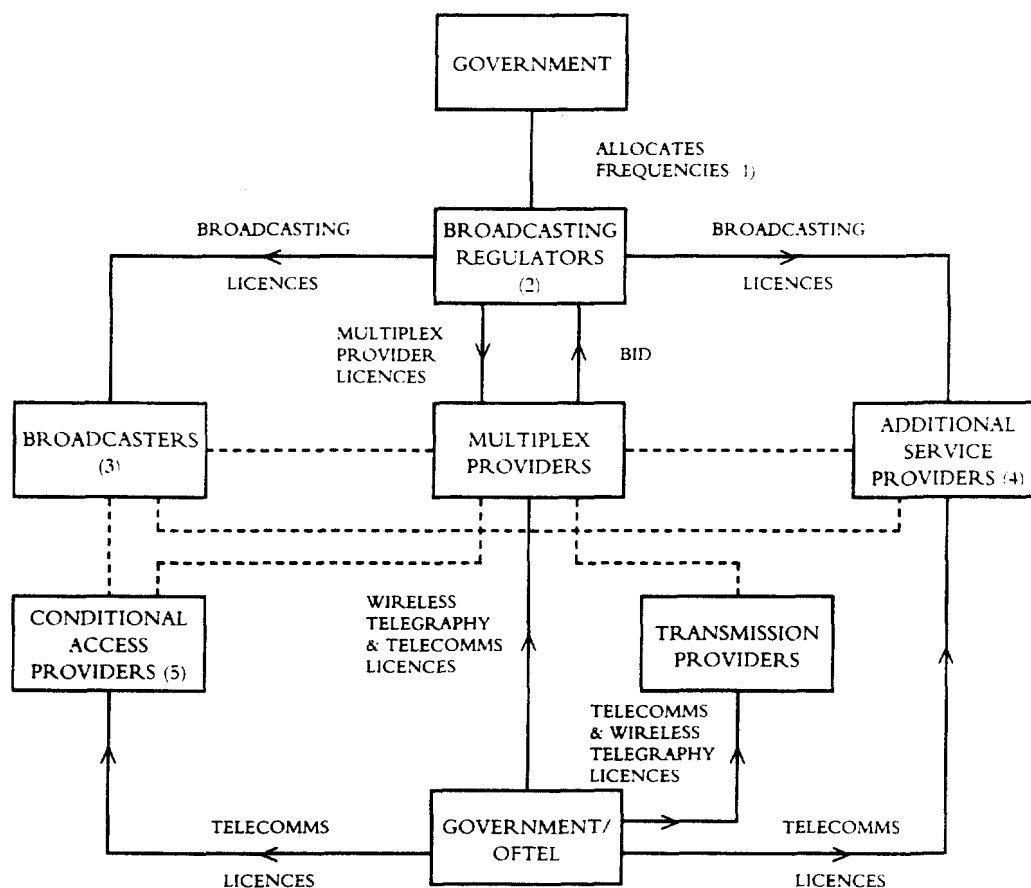 GOVERNMENT
ALLOCATES
FREQUENCIES 1)
BROADCASTING
LICENCES
BROADCASTING
REGULATORS
(2)
BROADCASTING
LICENCES
MULTIPLEX
PROVIDER
LICENCES
BID
BROADCASTERS
(3)
MULTIPLEX
PROVIDERS
ADDITIONAL
SERVICE
PROVIDERS (4)
CONDITIONAL
ACCESS
PROVIDERS (5)
WIRELESS
TELEGRAPHY
& TELECOMMS
LICENCES
TRANSMISSION
PROVIDERS
TELECOMMS
& WIRELESS
TELEGRAPHY
LICENCES
TELECOMMS
LICENCES
GOVERNMENT/
OFTEL
TELECOMMS
LICENCES